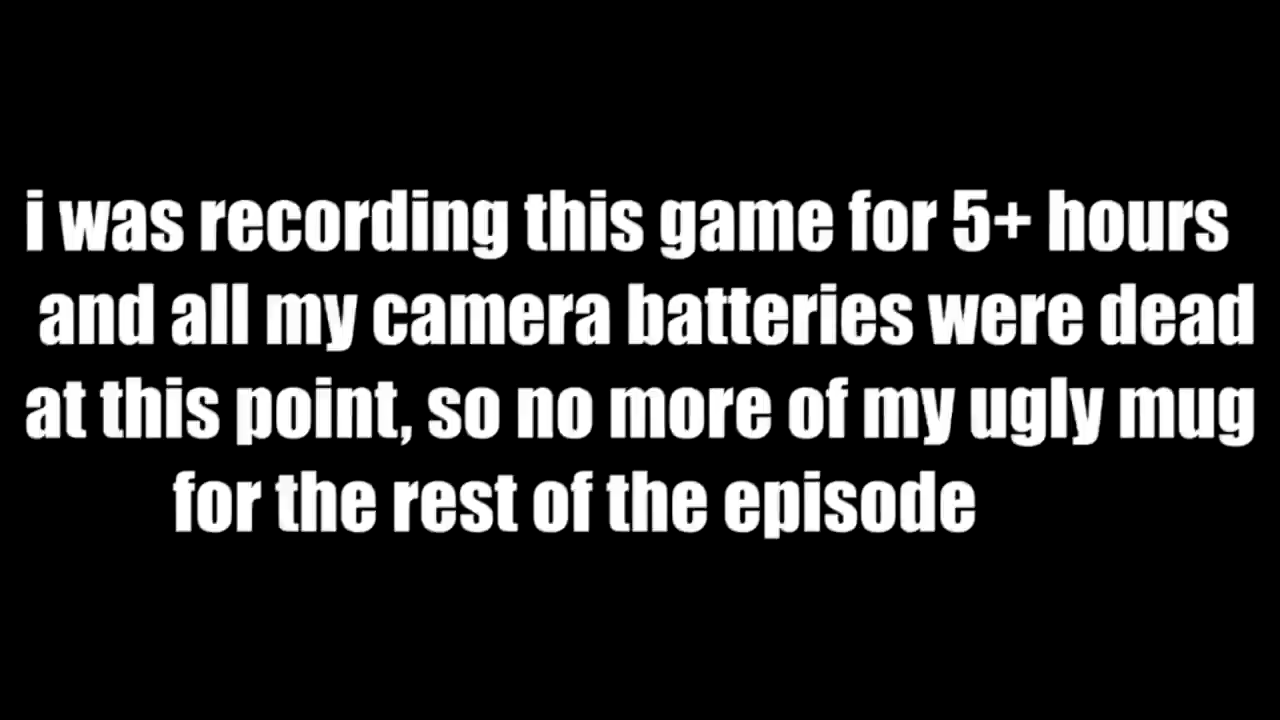 i was recording this game for 5+ hours
and all my camera batteries were dead
at this point, so no more of my ugly mug
for the rest of the episode